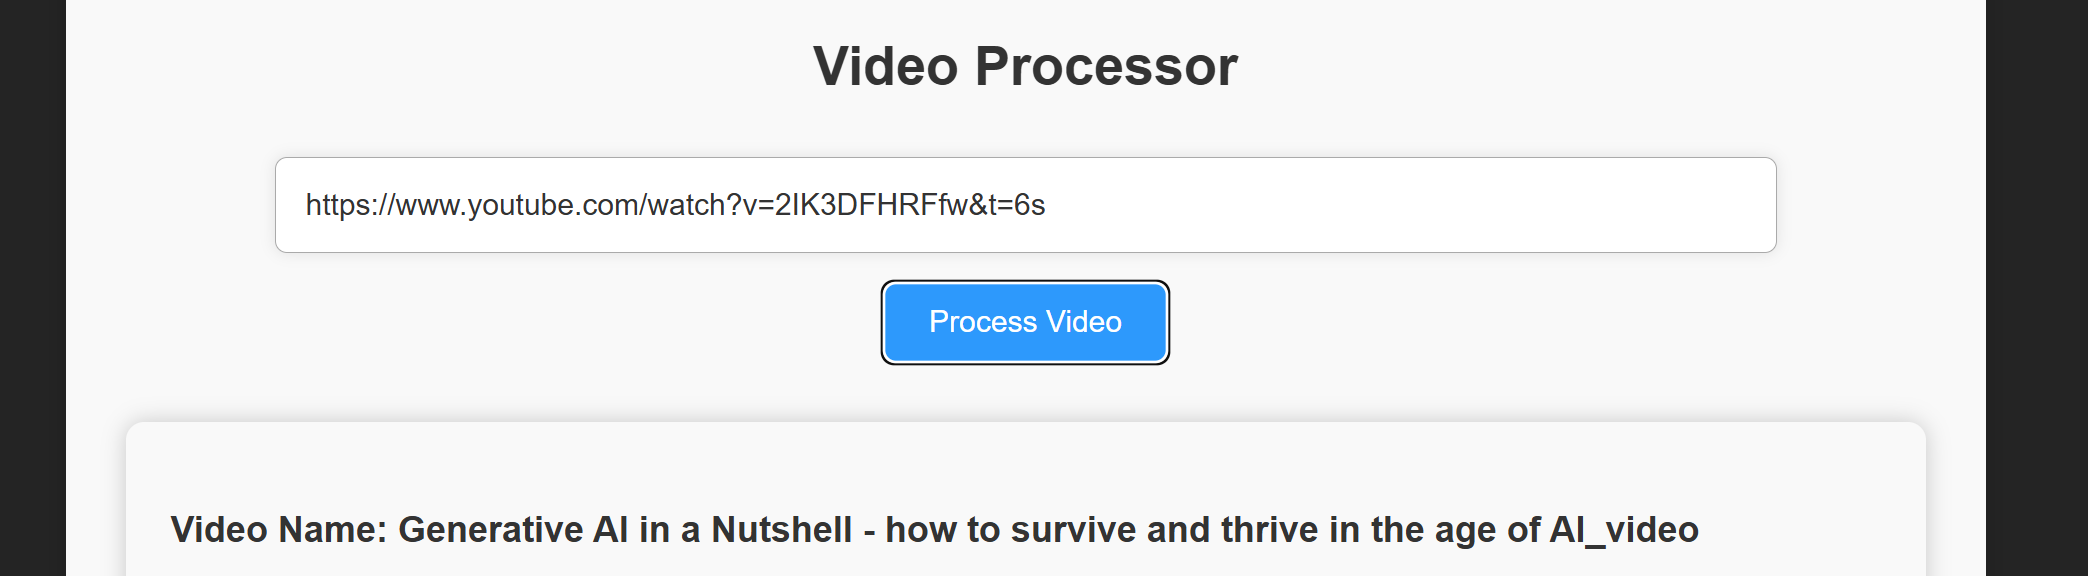 Video Processor
https://www.youtube.com/watch?v=2IK3DFHRFfw&t=6s
Process Video
Video Name: Generative AI in a Nutshell - how to survive and thrive in the age of AI_video